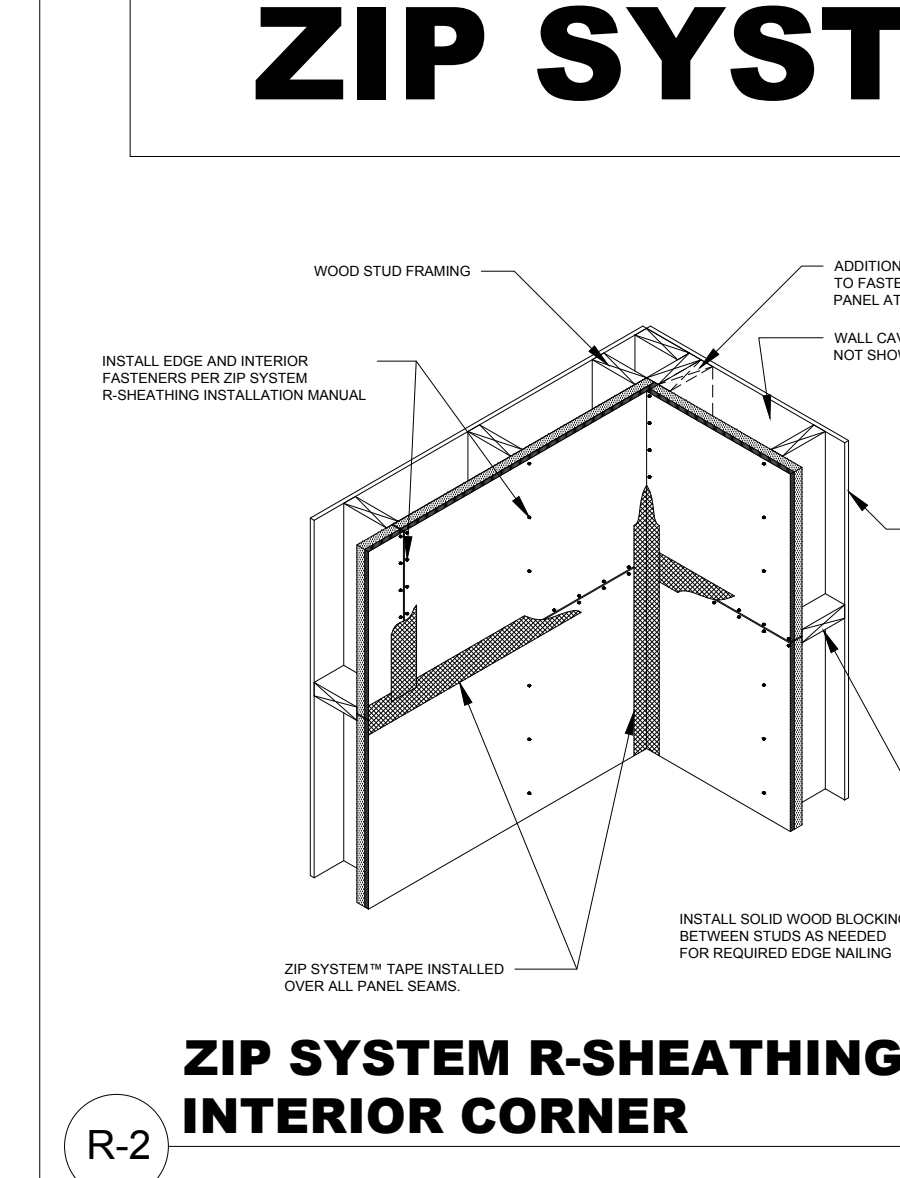 ZIP SYST
WOOD STUD FRAMING
ADDITION
TO FASTE
PANEL AT
WALL CAV
NOT SHOW
INSTALL EDGE AND INTERIOR
FASTENERS PER ZIP SYSTEM
R-SHEATHING INSTALLATION MANUAL
INSTALL SOLID WOOD BLOCKING
BETWEEN STUDS AS NEEDED
FOR REQUIRED EDGE NAILING
ZIP SYSTEM™ TAPE INSTALLED
OVER ALL PANEL SEAMS.
ZIP SYSTEM R-SHEATHING
INTERIOR CORNER
R-2